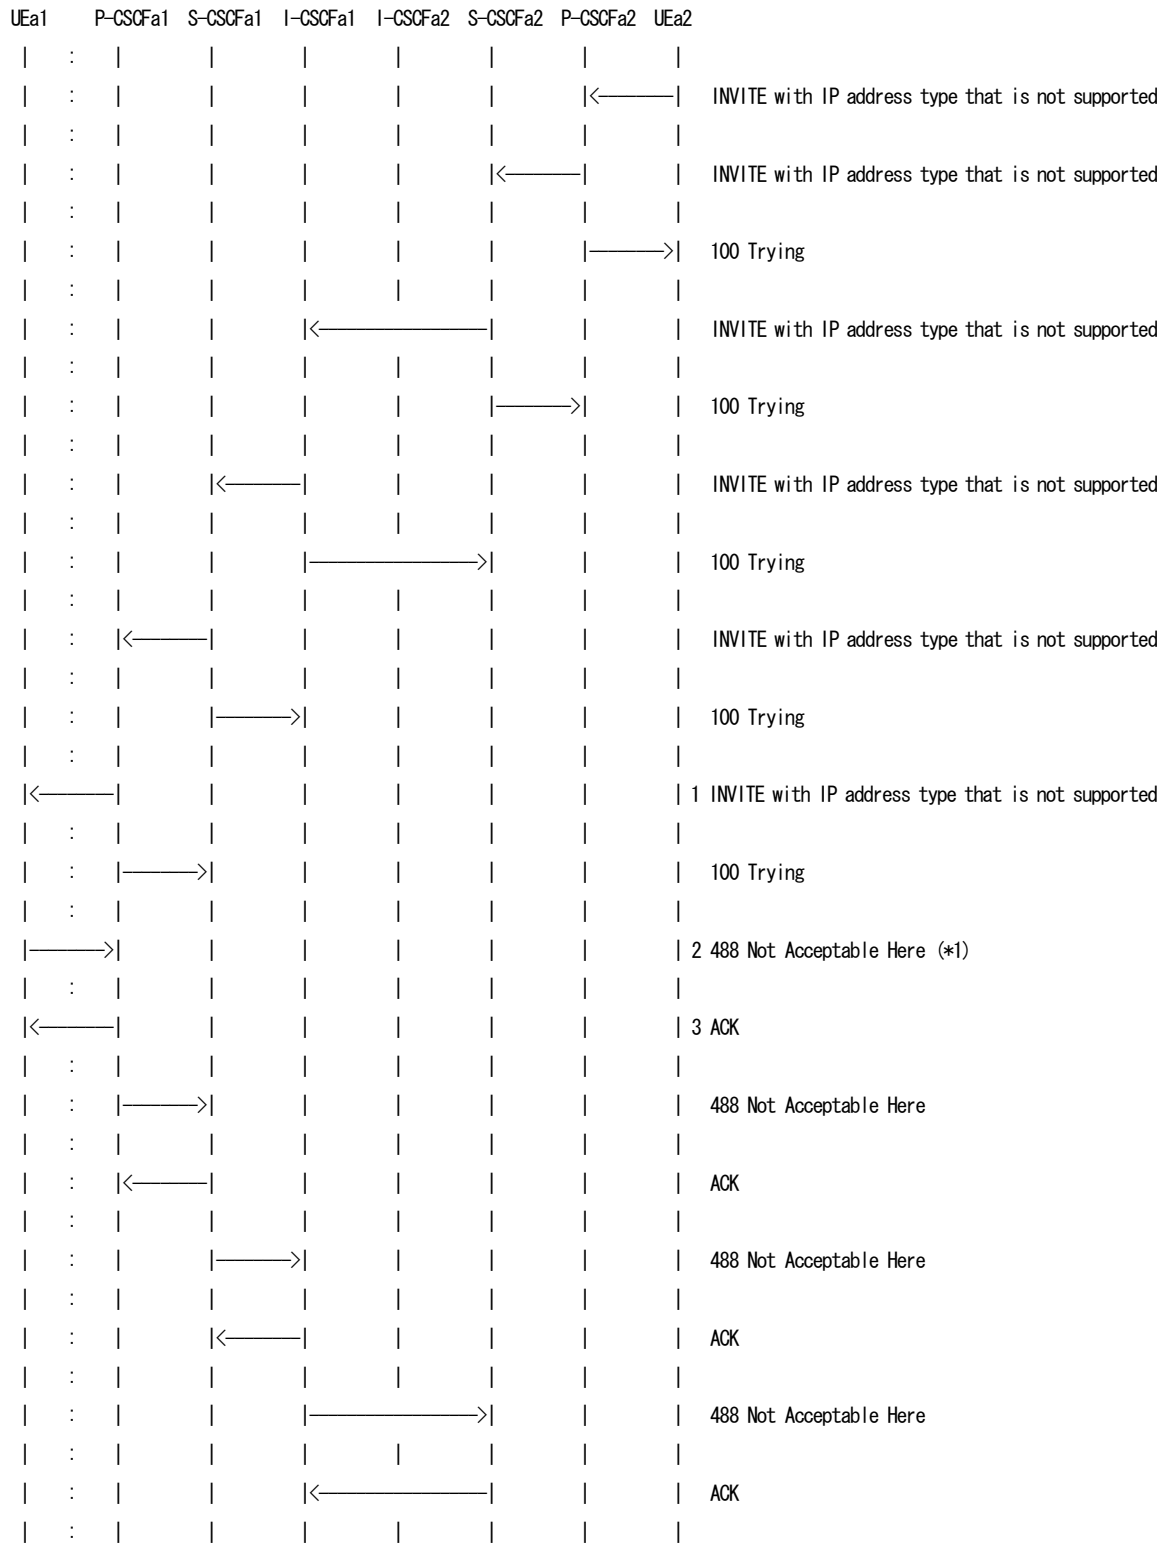 UEa1 P-CSCFa1 S-CSCFa1 I-CSCFa1 I-CSCFa2 S-CSCFa2 P-CSCFa2 UEa2
INVITE with IP address type that is not supported
INVITE with IP address type that is not supported
100 Trying
INVITE with IP address type that is not supported
100 Trying
INVITE with IP address type that is not supported
100 Trying
INVITE with IP address type that is not supported
100 Trying
1 INVITE with IP address type that is not supported
100 Trying
2 488 Not Acceptable Here (*1)
3 ACK
488 Not Acceptable Here
ACK
488 Not Acceptable Here
ACK
488 Not Acceptable Here
ACK